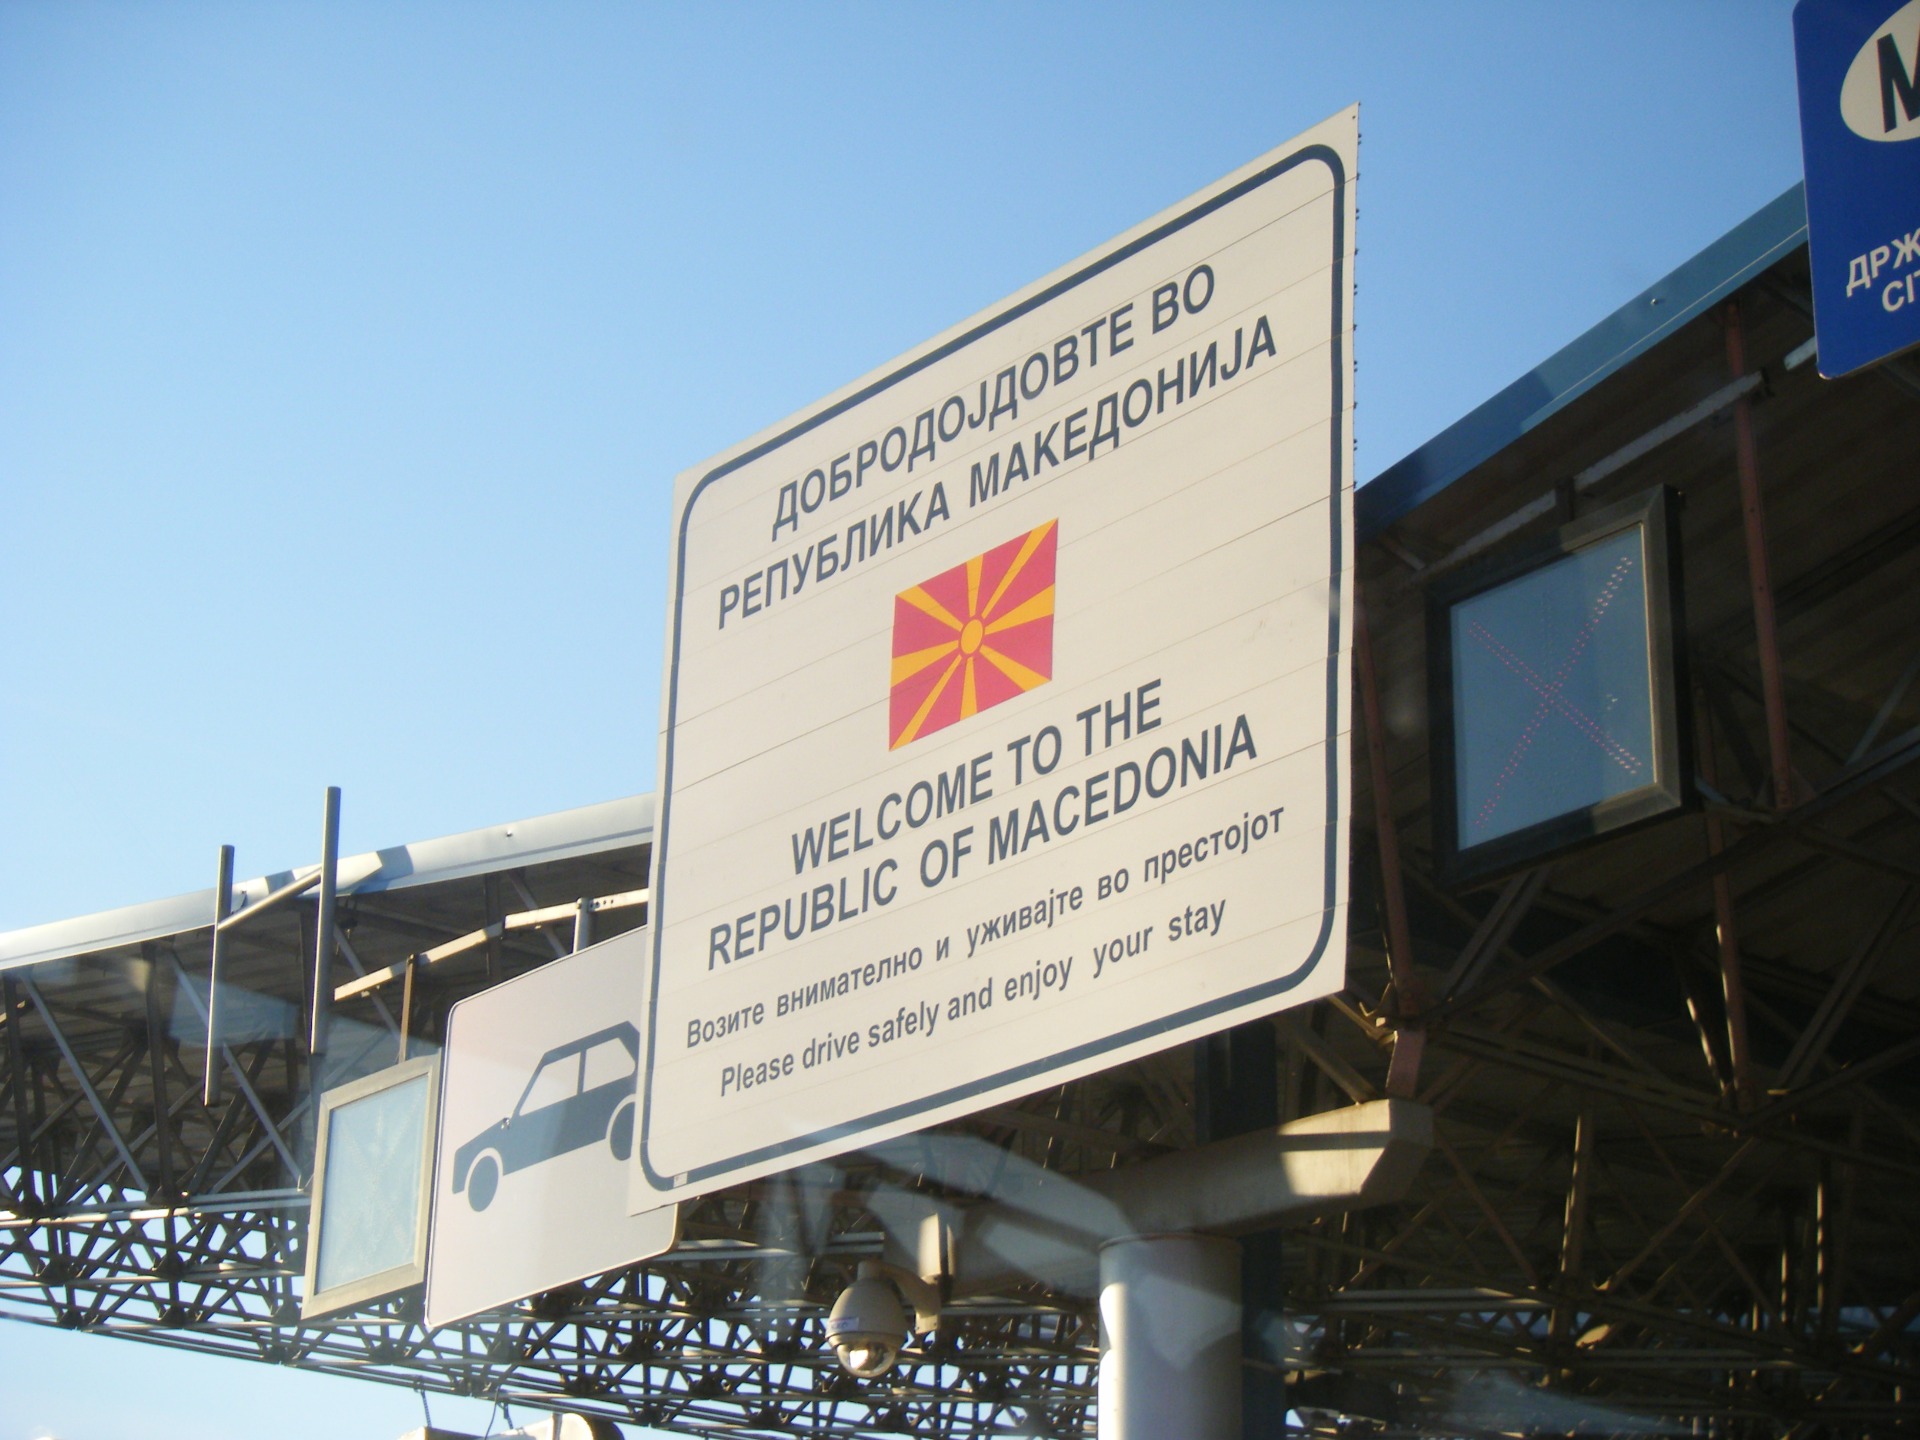 ДОБРОДОЈДОВТЕ ВО
РЕПУБЛИКА МАКЕДОНИЈА
WELCOME TO THE
REPUBLIC OF MACEDONIA
Возите внимателно и уживајте во престојот
Please drive safely and enjoy your stay